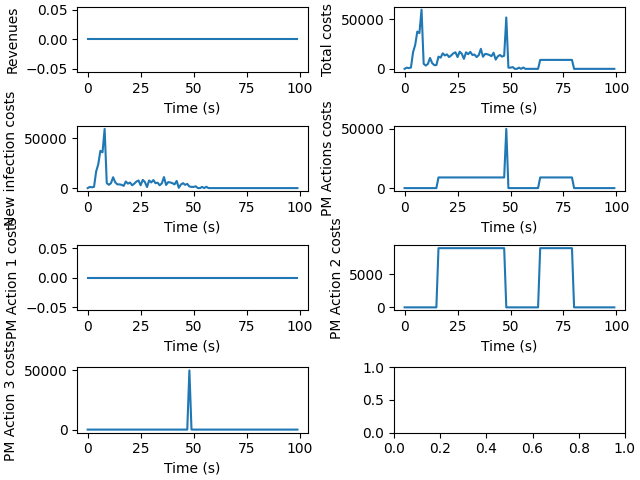 Revenues
0.05
0.00
−0.05
0 25 50 75 100
Time (s)
Total costs
50000
0
0 25 50 75 100
Time (s)
New infection costs
50000
0
0 25 50 75 100
Time (s)
PM Actions costs
50000
0
0 25 50 75 100
Time (s)
PM Action 1 costs
0.05
0.00
−0.05
0 25 50 75 100
Time (s)
PM Action 2 costs
5000
0
0 25 50 75 100
Time (s)
PM Action 3 costs
50000
0
0 25 50 75 100
Time (s)
1.0
0.5
0.0
0.0 0.2 0.4 0.6 0.8 1.0